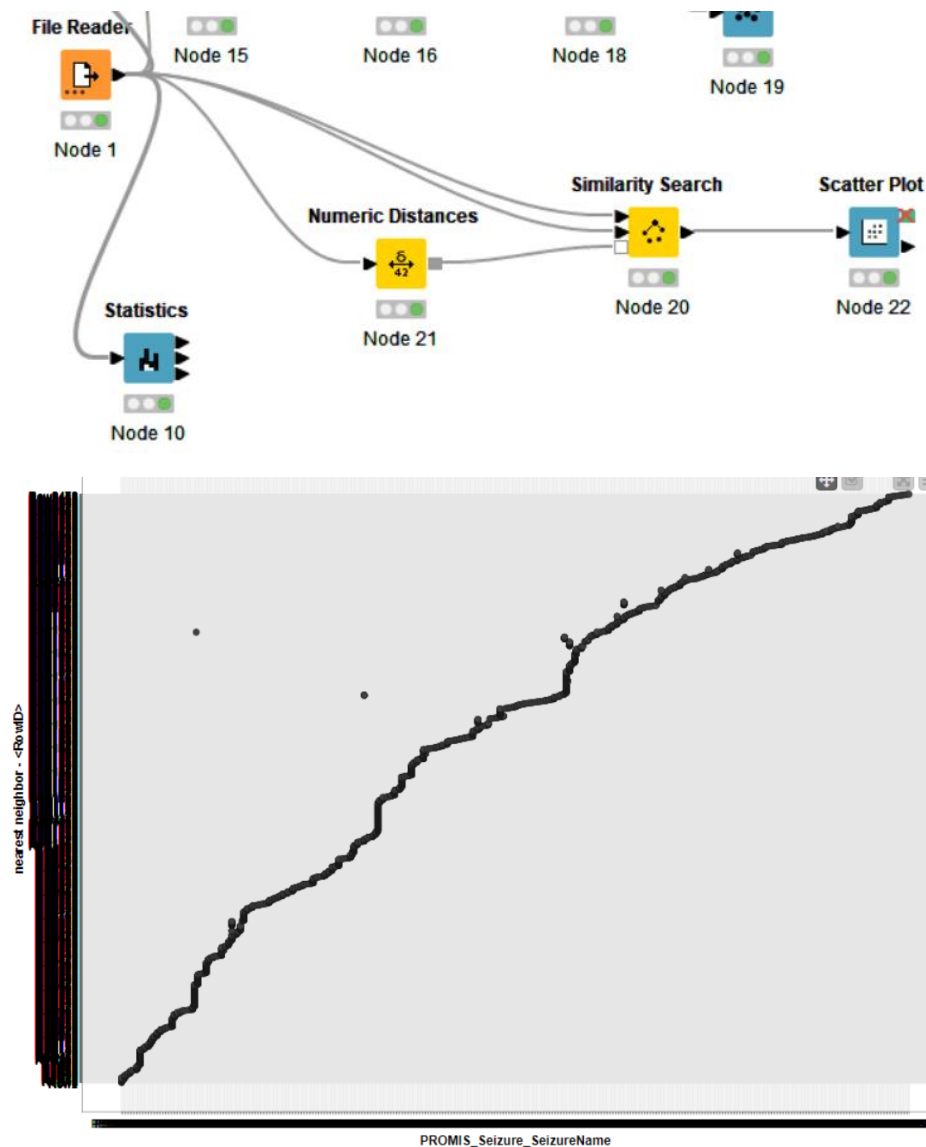 File Reader
Node 15
Node 16
Node 18
Node 19
Node 1
Similarity Search
Scatter Plot
Numeric Distances
δ
42
Node 20
Node 22
Statistics
Node 21
Node 10
nearest neighbor - <RowID>
PROMIS_Seizure_SeizureName